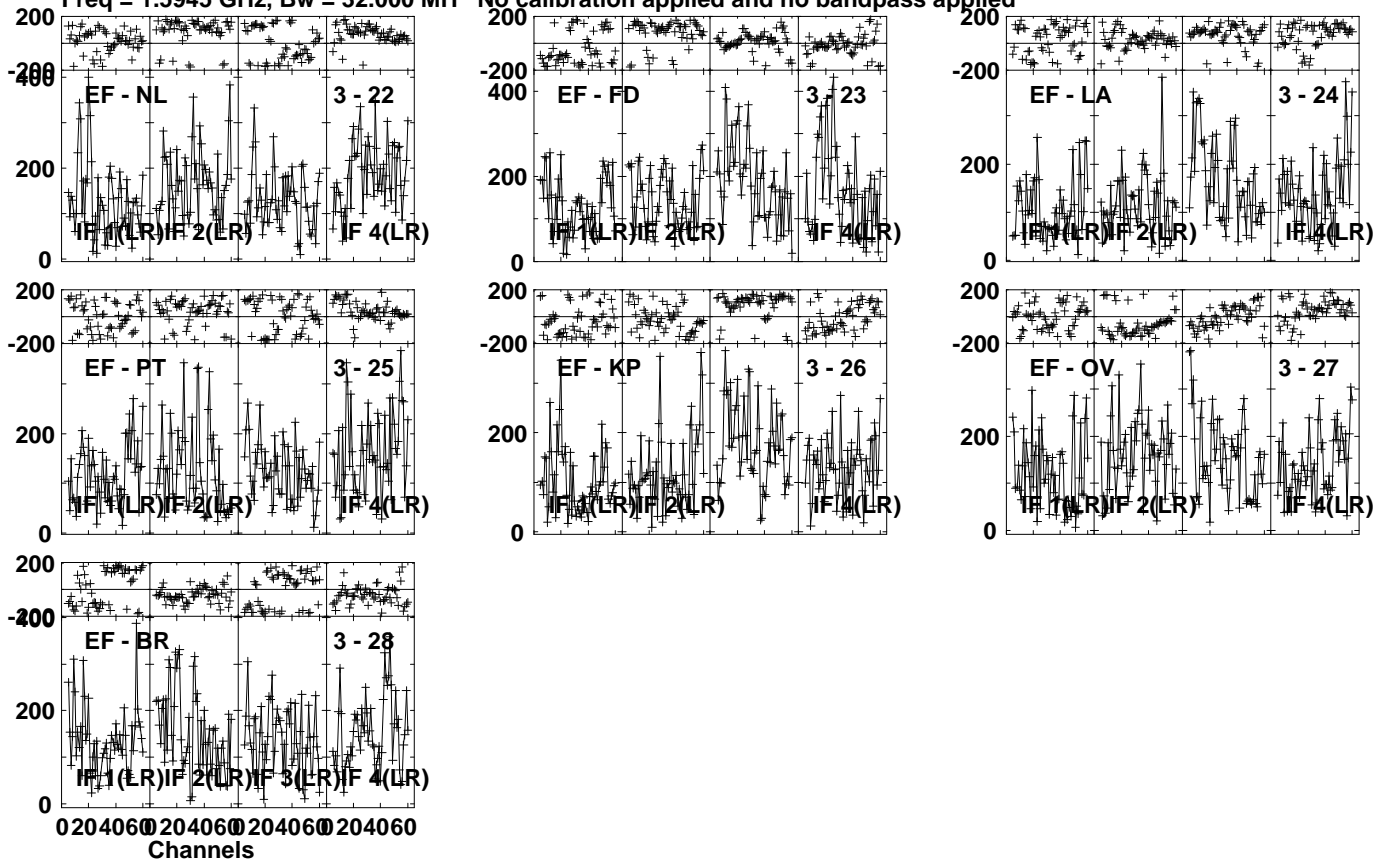 Freq = 1.5945 GHz, Bw = 32.000 MH No calibration applied and no bandpass applied
200
-200
400
200
0
EF - NL 3 - 22
IF 1(LR) IF 2(LR) IF 4(LR)
200
-200
400
200
0
EF - FD 3 - 23
IF 1(LR) IF 2(LR) IF 4(LR)
200
-200
200
0
EF - LA 3 - 24
IF 1(LR) IF 2(LR) IF 4(LR)
200
-200
200
0
EF - PT 3 - 25
IF 1(LR) IF 2(LR) IF 4(LR)
200
-200
200
0
EF - KP 3 - 26
IF 1(LR) IF 2(LR) IF 4(LR)
200
-200
200
0
EF - OV 3 - 27
IF 1(LR) IF 2(LR) IF 4(LR)
200
-200
400
200
0
EF - BR 3 - 28
IF 1(LR) IF 2(LR) IF 3(LR) IF 4(LR)
0 20 40 60 0 20 40 60 0 20 40 60 0 20 40 60
Channels